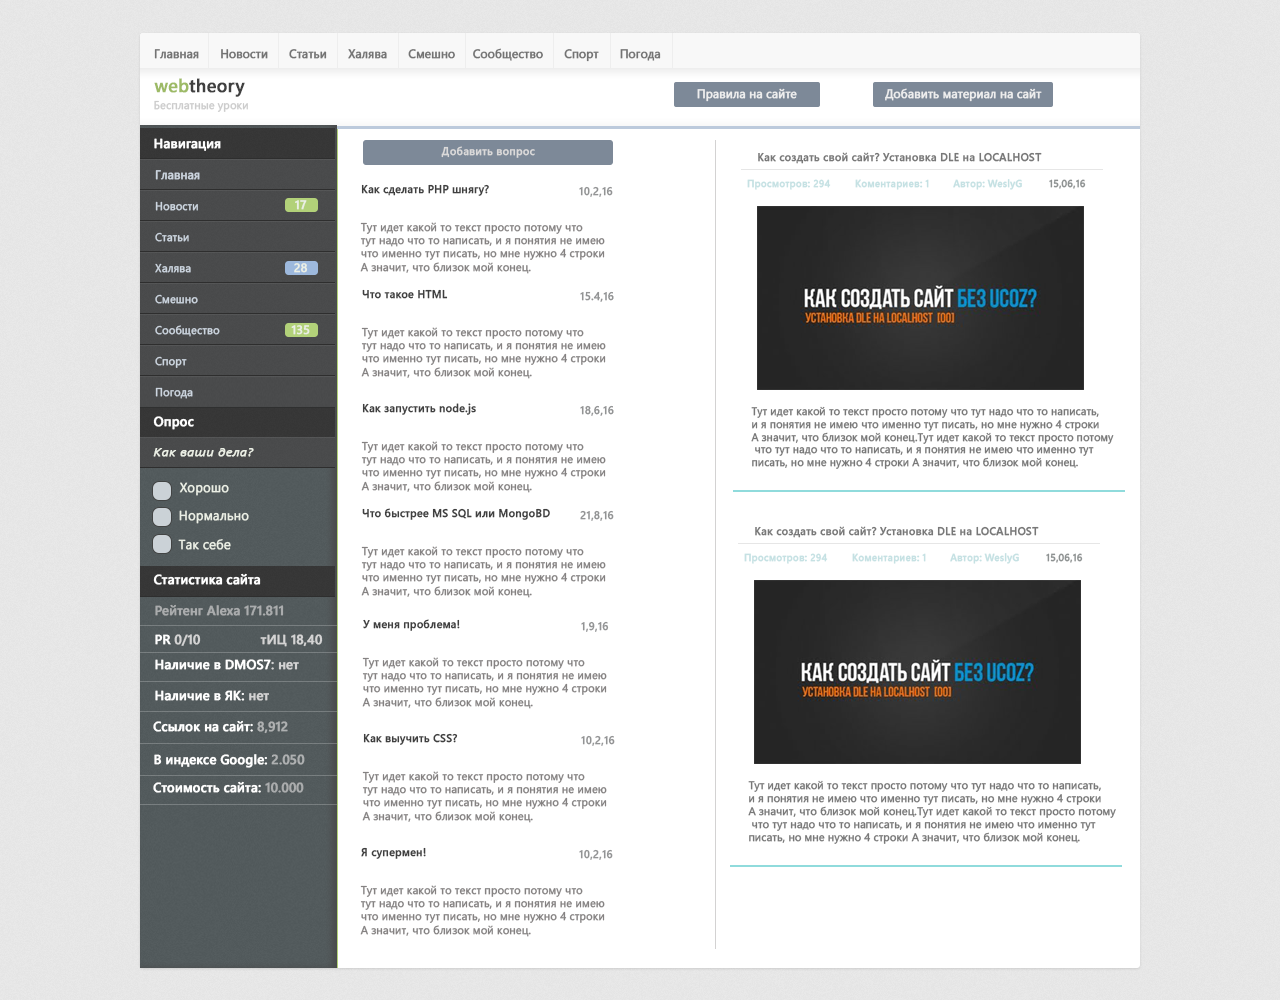 Главная Новости Статьи Халява Смешно Сообщество Спорт Погода
webtheory
Бесплатные уроки
Правила на сайте
Добавить материал на сайт
Навигация
Главная
Новости 17
Статьи
Халява 28
Смешно
Сообщество 135
Спорт
Погода
Опрос
Как ваши дела?
Хорошо
Нормально
Так себе
Статистика сайта
Рейтенг Alexa 171.811
PR 0/10 тИЦ 18,40
Наличие в DMOS7: нет
Наличие в ЯК: нет
Ссылок на сайт: 8,912
В индексе Google: 2.050
Стоимость сайта: 10.000
Добавить вопрос
Как сделать PHP шнягу? 10,2,16
Тут идет какой то текст просто потому что
тут надо что то написать, и я понятия не имею
что именно тут писать, но мне нужно 4 строки
А значит, что близок мой конец.
Что такое HTML 15.4,16
Тут идет какой то текст просто потому что
тут надо что то написать, и я понятия не имею
что именно тут писать, но мне нужно 4 строки
А значит, что близок мой конец.
Как запустить node.js 18,6,16
Тут идет какой то текст просто потому что
тут надо что то написать, и я понятия не имею
что именно тут писать, но мне нужно 4 строки
А значит, что близок мой конец.
Что быстрее MS SQL или MongoBD 21,8,16
Тут идет какой то текст просто потому что
тут надо что то написать, и я понятия не имею
что именно тут писать, но мне нужно 4 строки
А значит, что близок мой конец.
У меня проблема! 1,9,16
Тут идет какой то текст просто потому что
тут надо что то написать, и я понятия не имею
что именно тут писать, но мне нужно 4 строки
А значит, что близок мой конец.
Как выучить CSS? 10,2,16
Тут идет какой то текст просто потому что
тут надо что то написать, и я понятия не имею
что именно тут писать, но мне нужно 4 строки
А значит, что близок мой конец.
Я супермен! 10,2,16
Тут идет какой то текст просто потому что
тут надо что то написать, и я понятия не имею
что именно тут писать, но мне нужно 4 строки
А значит, что близок мой конец.
Как создать свой сайт? Установка DLE на LOCALHOST
Просмотров: 294 Коментариев: 1 Автор: WeslyG 15,06,16
КАК СОЗДАТЬ САЙТ БЕЗ UCOZ?
УСТАНОВКА DLE НА LOCALHOST [00]
Тут идет какой то текст просто потому что тут надо что то написать,
и я понятия не имею что именно тут писать, но мне нужно 4 строки
А значит, что близок мой конец.Тут идет какой то текст просто потому
что тут надо что то написать, и я понятия не имею что именно тут
писать, но мне нужно 4 строки А значит, что близок мой конец.
Как создать свой сайт? Установка DLE на LOCALHOST
Просмотров: 294 Коментариев: 1 Автор: WeslyG 15,06,16
КАК СОЗДАТЬ САЙТ БЕЗ UCOZ?
УСТАНОВКА DLE НА LOCALHOST [00]
Тут идет какой то текст просто потому что тут надо что то написать,
и я понятия не имею что именно тут писать, но мне нужно 4 строки
А значит, что близок мой конец.Тут идет какой то текст просто потому
что тут надо что то написать, и я понятия не имею что именно тут
писать, но мне нужно 4 строки А значит, что близок мой конец.